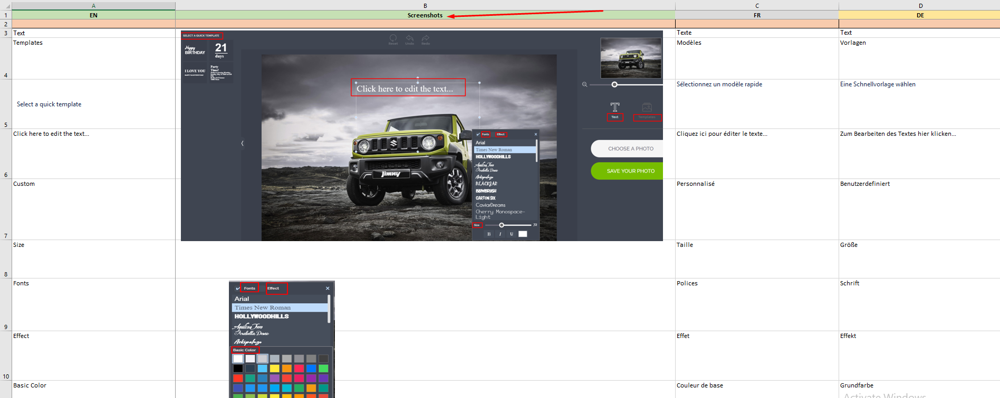 A B C D
1 EN Screenshots FR DE
2
3 Text Texte Text
Templates Modèles Vorlagen
4
Select a quick template Sélectionnez un modèle rapide Eine Schnellvorlage wählen
5
Click here to edit the text... Cliquez ici pour éditer le texte... Zum Bearbeiten des Textes hier klicken...
6
Custom Personnalisé Benutzerdefiniert
7
Size Taille Größe
8
Fonts Polices Schrift
9
Effect Effet Effekt
10
Basic Color Couleur de base Grundfarbe
SELECT A QUICK TEMPLATE
Reset Undo Redo
Happy
BIRTHDAY
21
days
I LOVE YOU
Party
Time!
Click here to edit the text...
Jimny
Text Templates
CHOOSE A PHOTO
SAVE YOUR PHOTO
Fonts Effect
Arial
Times New Roman
HOLLYWOODHILLS
Aquilline Two
Arabella Demo
Arkipelago
BLACKJAR
BBWBRUSH
CARTON SIX
CaviarDreams
Cherry Monospace-
Light
Size 72
B I U
Fonts Effect
Arial
Times New Roman
HOLLYWOODHILLS
Aquilline Two
Arabella Demo
Arkipelago
Basic Color
Activate Windows